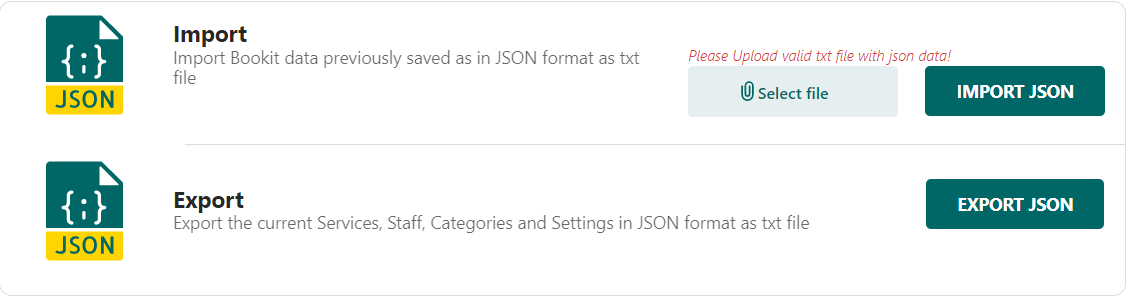 {;}
JSON
Import
Import Bookit data previously saved as in JSON format as txt
file
Please Upload valid txt file with json data!
Select file
IMPORT JSON
{;}
JSON
Export
Export the current Services, Staff, Categories and Settings in JSON format as txt file
EXPORT JSON